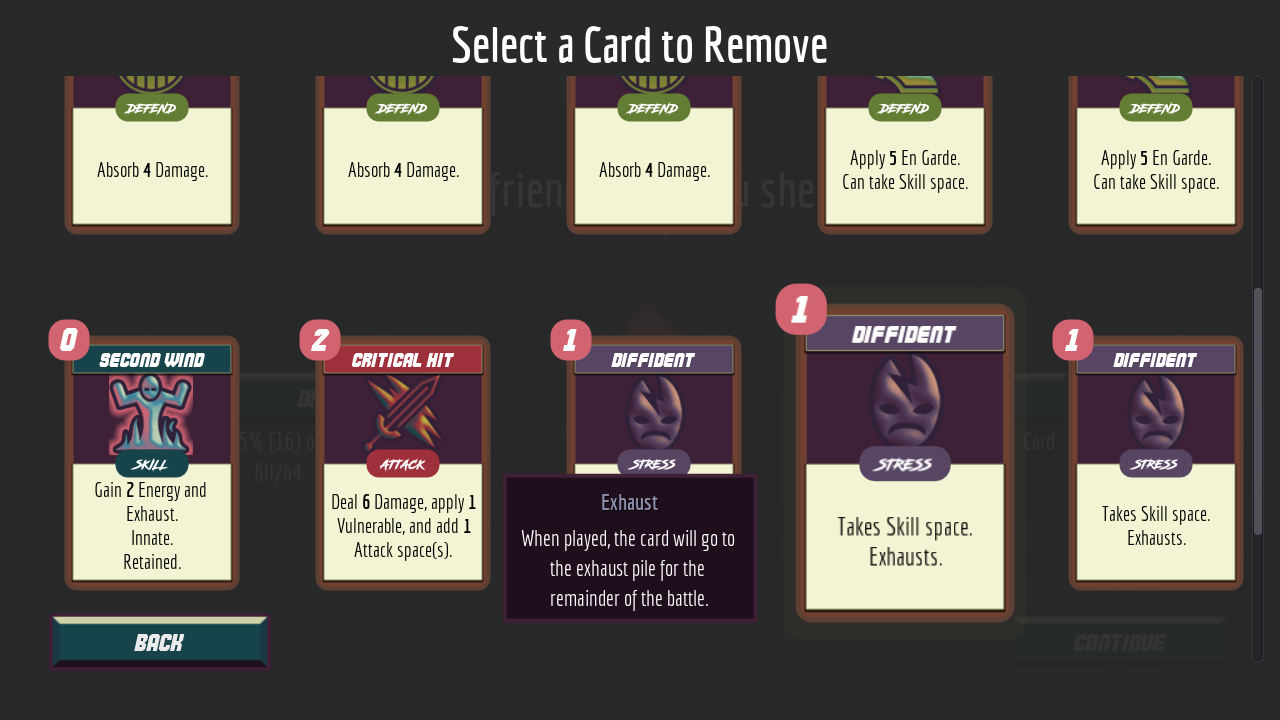 Select a Card to Remove
DEFEND
DEFEND
DEFEND
DEFEND
DEFEND
Absorb 4 Damage.
Absorb 4 Damage.
Absorb 4 Damage.
Apply 5 En Garde.
Can take Skill space.
Apply 5 En Garde.
Can take Skill space.
0
SECOND WIND
SKILL
Gain 2 Energy and
Exhaust.
Innate.
Retained.
2
CRITICAL HIT
ATTACK
Deal 6 Damage, apply 1
Vulnerable, and add 1
Attack space(s).
1
DIFFIDENT
STRESS
Exhaust
When played, the card will go to
the exhaust pile for the
remainder of the battle.
1
DIFFIDENT
STRESS
Takes Skill space.
Exhausts.
1
DIFFIDENT
STRESS
Takes Skill space.
Exhausts.
5% (16) o
60/64
Card
BACK
CONTINUE